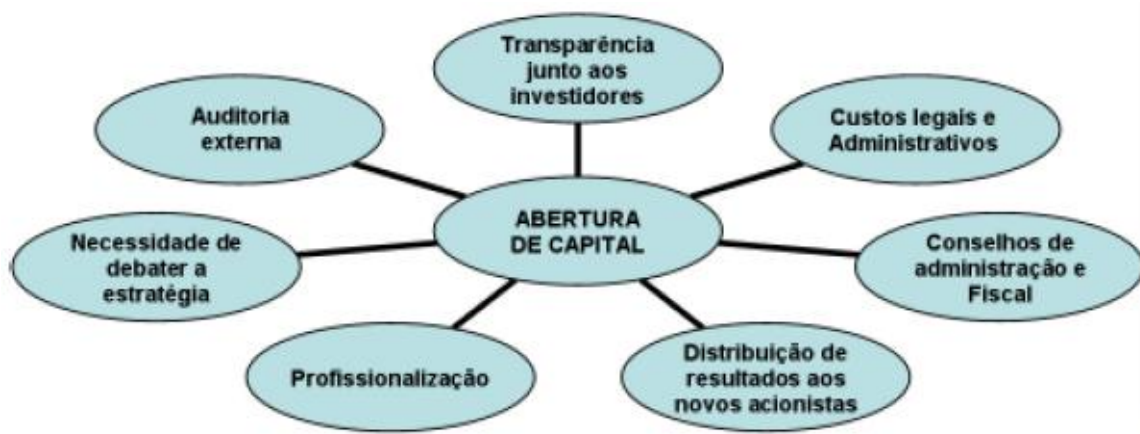 Transparência
junto aos
investidores
Auditoria
externa
Custos legais e
Administrativos
ABERTURA
DE CAPITAL
Necessidade de
debater a
estratégia
Conselhos de
administração e
Fiscal
Profissionalização
Distribuição de
resultados aos
novos acionistas